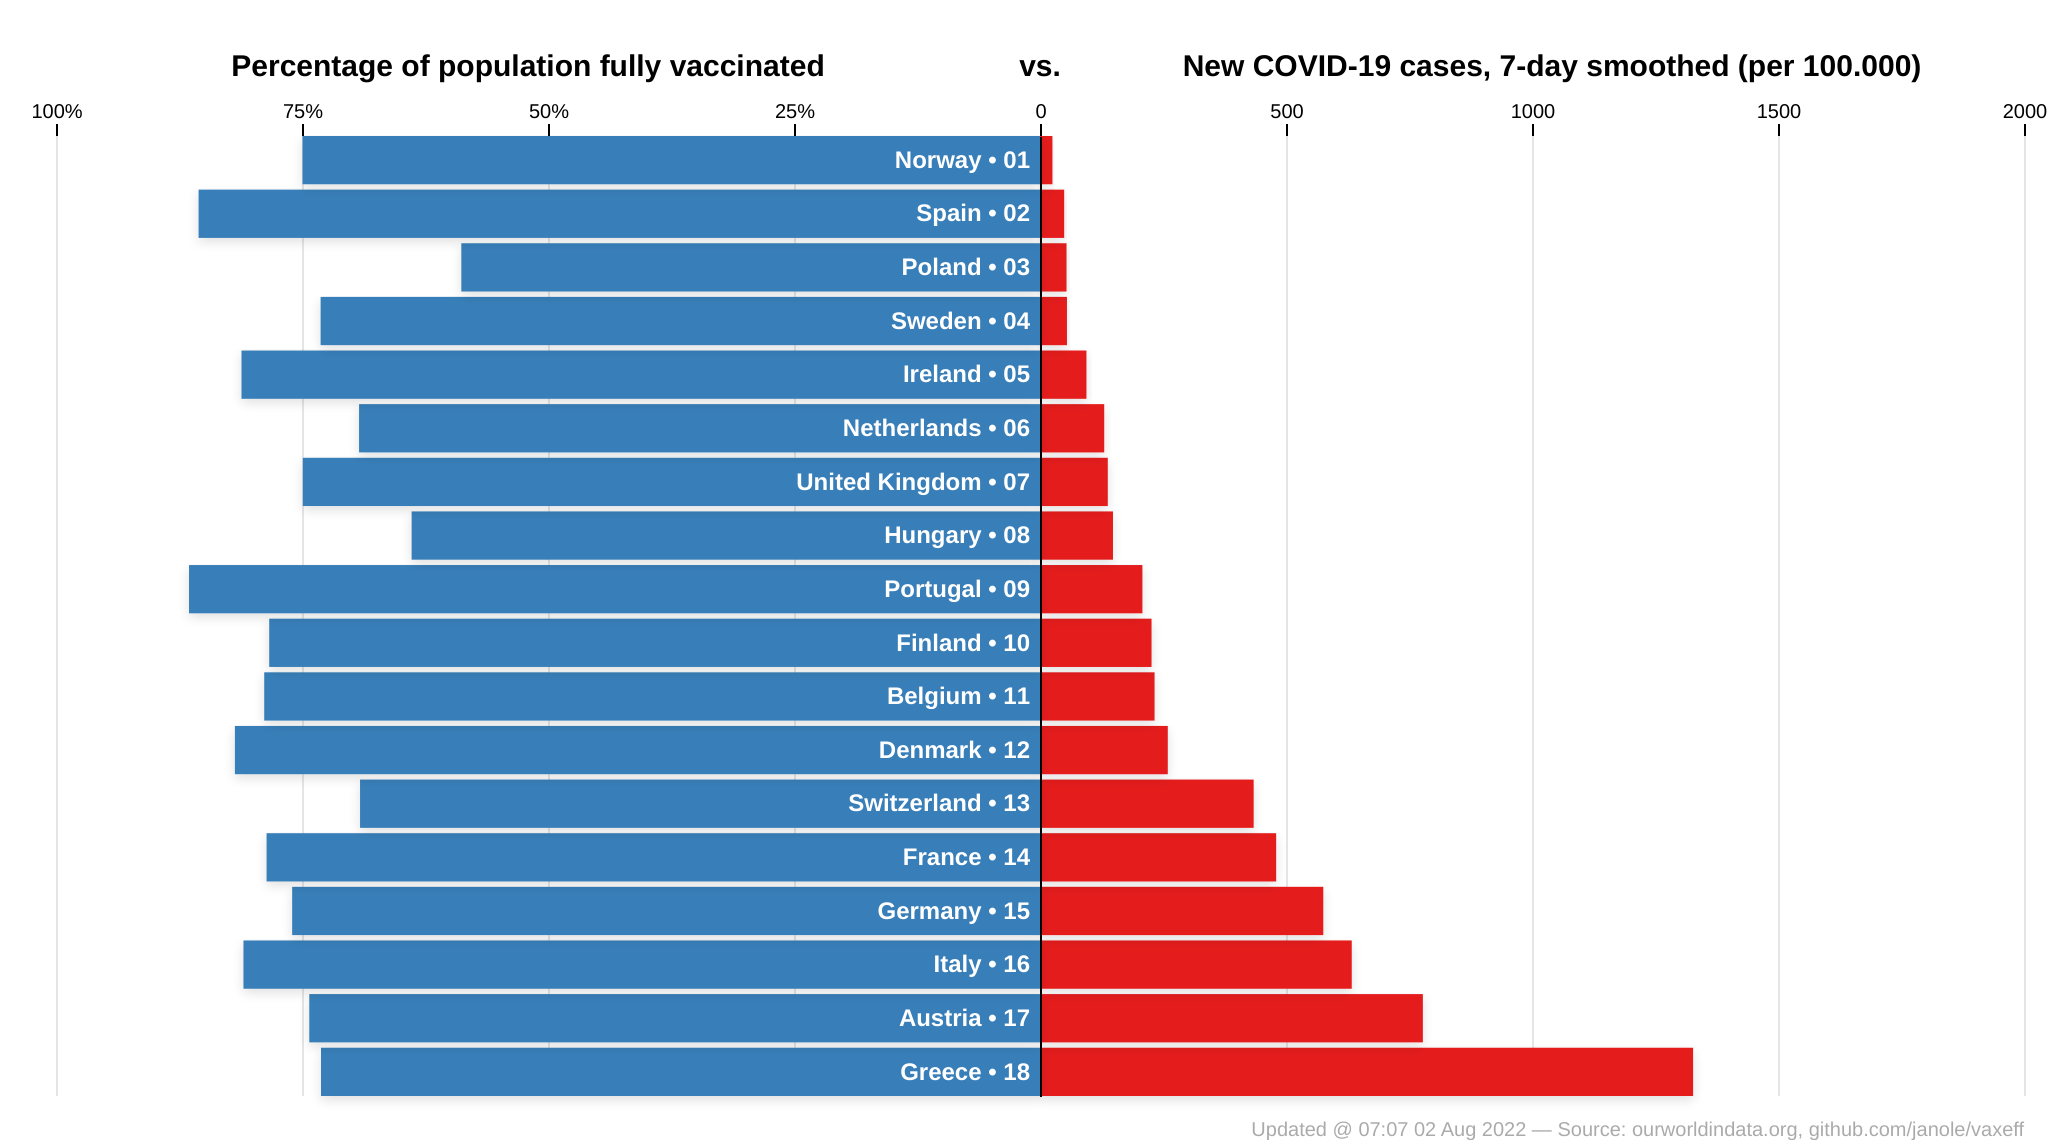 Percentage of population fully vaccinated vs. New COVID-19 cases, 7-day smoothed (per 100.000)
100% 75% 50% 25% 0 500 1000 1500 2000
Norway • 01
Spain • 02
Poland • 03
Sweden • 04
Ireland • 05
Netherlands • 06
United Kingdom • 07
Hungary • 08
Portugal • 09
Finland • 10
Belgium • 11
Denmark • 12
Switzerland • 13
France • 14
Germany • 15
Italy • 16
Austria • 17
Greece • 18
Updated @ 07:07 02 Aug 2022 — Source: ourworldindata.org, github.com/janole/vaxeff